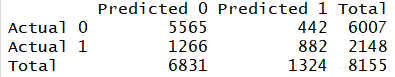 Predicted 0 Predicted 1 Total
Actual 0 5565 442 6007
Actual 1 1266 882 2148
Total 6831 1324 8155